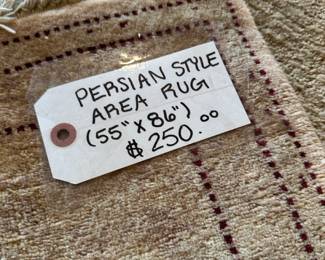 PERSIAN STYLE
AREA RUG
(55" X 86")
$ 250.00